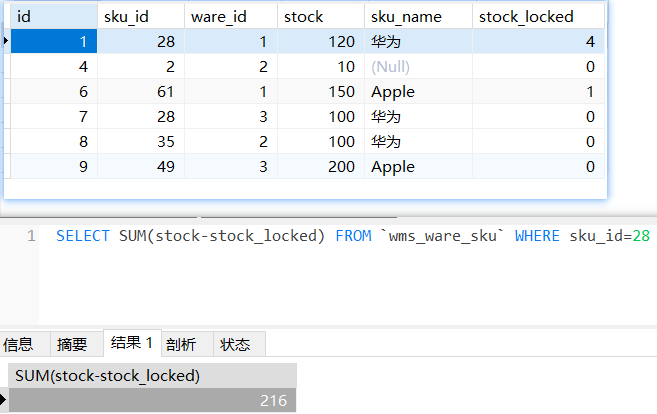 id sku_id ware_id stock sku_name stock_locked
1 28 1 120 华为 4
4 2 2 10 (Null) 0
6 61 1 150 Apple 1
7 28 3 100 华为 0
8 35 2 100 华为 0
9 49 3 200 Apple 0
1 SELECT SUM(stock-stock_locked) FROM `wms_ware_sku` WHERE sku_id=28
信息 摘要 结果 1 剖析 状态
SUM(stock-stock_locked)
216